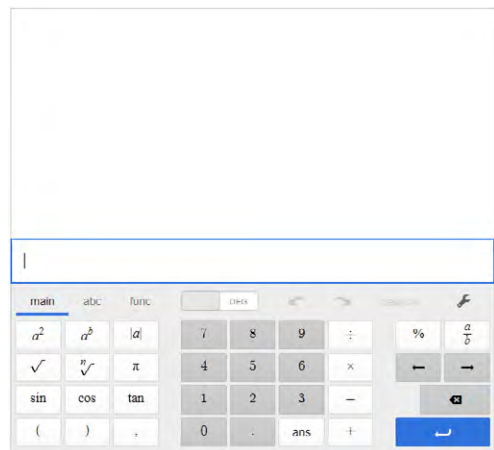 main abc func DEG
a² aᵇ |a| 7 8 9 ÷ % a/b
√ ⁿ√ π 4 5 6 × ← →
sin cos tan 1 2 3 −
( ) , 0 . ans +